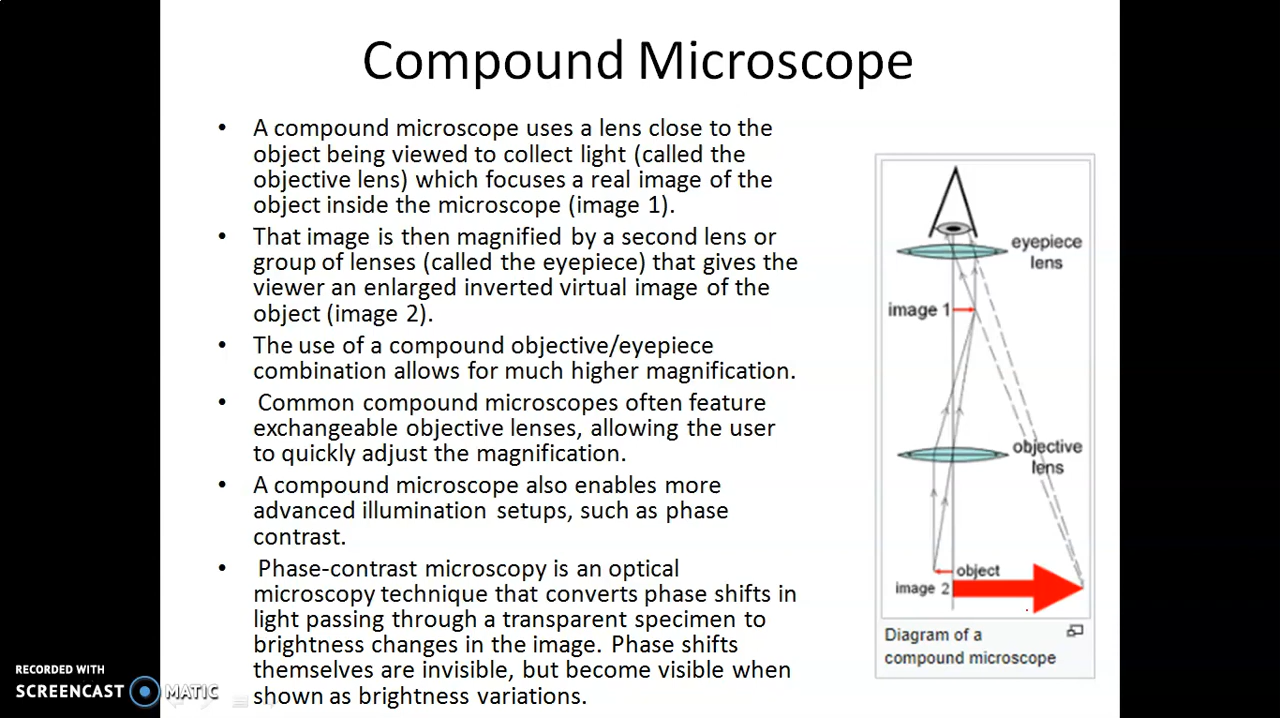 Compound Microscope
• A compound microscope uses a lens close to the
object being viewed to collect light (called the
objective lens) which focuses a real image of the
object inside the microscope (image 1).
• That image is then magnified by a second lens or
group of lenses (called the eyepiece) that gives the
viewer an enlarged inverted virtual image of the
object (image 2).
• The use of a compound objective/eyepiece
combination allows for much higher magnification.
• Common compound microscopes often feature
exchangeable objective lenses, allowing the user
to quickly adjust the magnification.
• A compound microscope also enables more
advanced illumination setups, such as phase
contrast.
• Phase-contrast microscopy is an optical
microscopy technique that converts phase shifts in
light passing through a transparent specimen to
brightness changes in the image. Phase shifts
themselves are invisible, but become visible when
shown as brightness variations.
eyepiece
lens
image 1
objective
lens
object
image 2
Diagram of a
compound microscope
RECORDED WITH
SCREENCAST MATIC